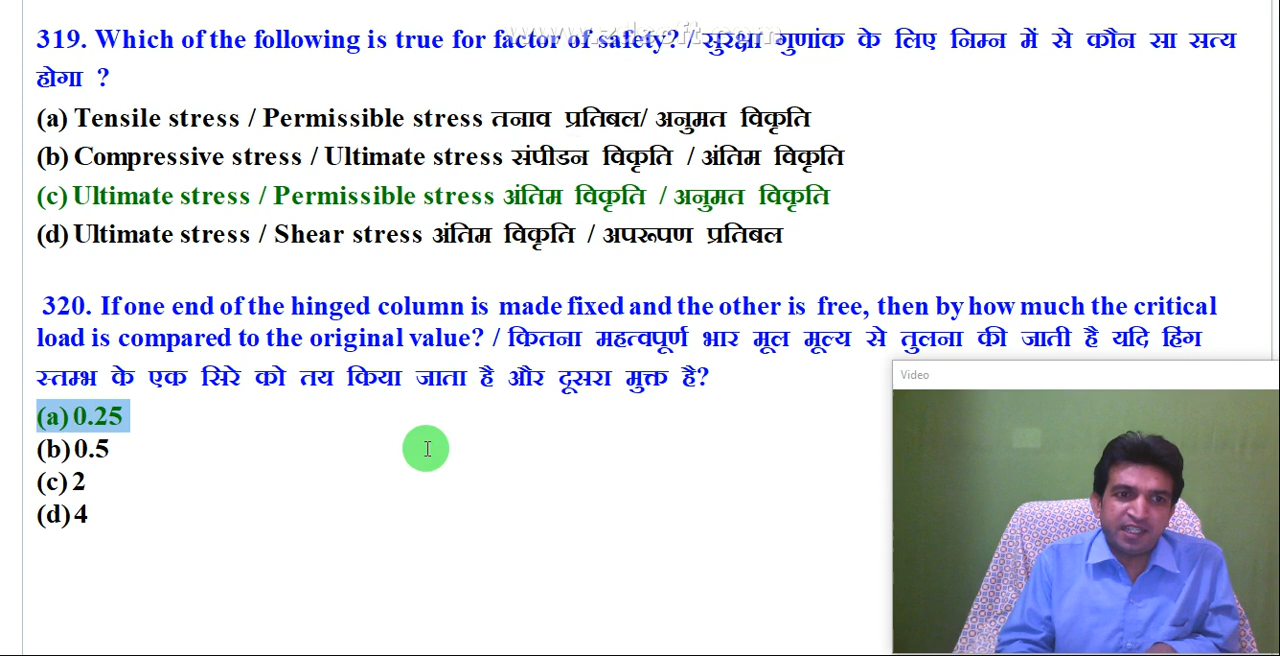 www.zdsoft.com
319. Which of the following is true for factor of safety? / सुरक्षा गुणांक के लिए निम्न में से कौन सा सत्य
होगा ?
(a) Tensile stress / Permissible stress तनाव प्रतिबल/ अनुमत विकृति
(b) Compressive stress / Ultimate stress संपीडन विकृति / अंतिम विकृति
(c) Ultimate stress / Permissible stress अंतिम विकृति / अनुमत विकृति
(d) Ultimate stress / Shear stress अंतिम विकृति / अपरूपण प्रतिबल
320. If one end of the hinged column is made fixed and the other is free, then by how much the critical
load is compared to the original value? / कितना महत्वपूर्ण भार मूल मूल्य से तुलना की जाती है यदि हिंग
स्तम्भ के एक सिरे को तय किया जाता है और दूसरा मुक्त है?
(a) 0.25
(b) 0.5
(c) 2
(d) 4
Video